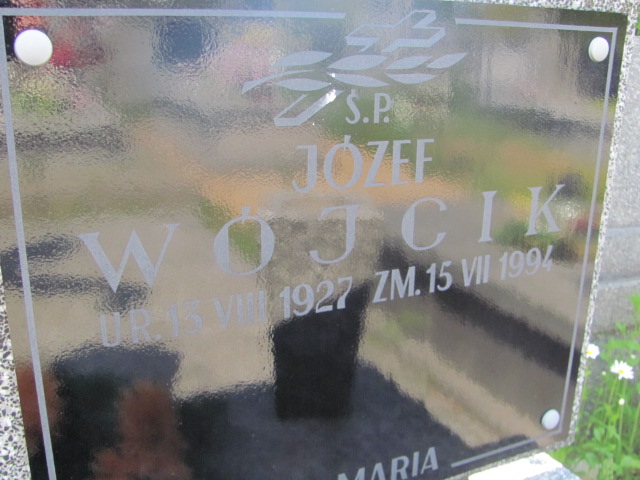 Ś.P.
JÓZEF
WÓJCIK
UR. 13 VIII 1927 ZM. 15 VII 1994
MARIA